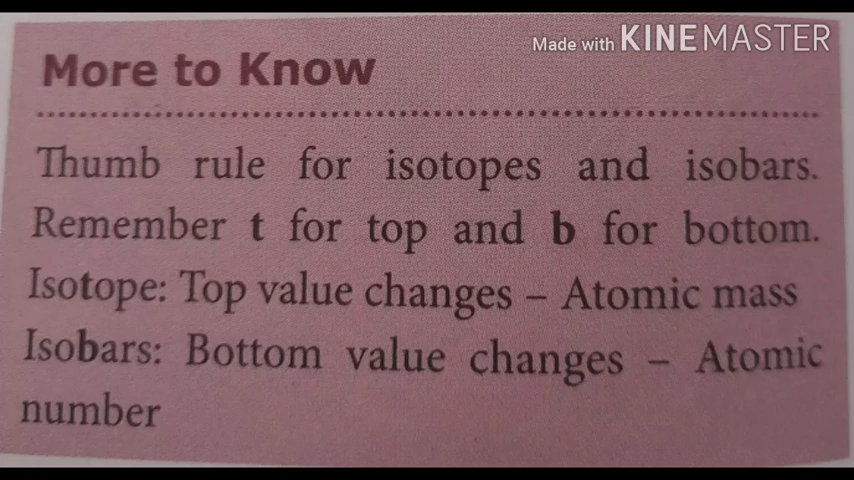 Made with KINEMASTER
More to Know
Thumb rule for isotopes and isobars.
Remember t for top and b for bottom.
Isotope: Top value changes – Atomic mass
Isobars: Bottom value changes – Atomic
number